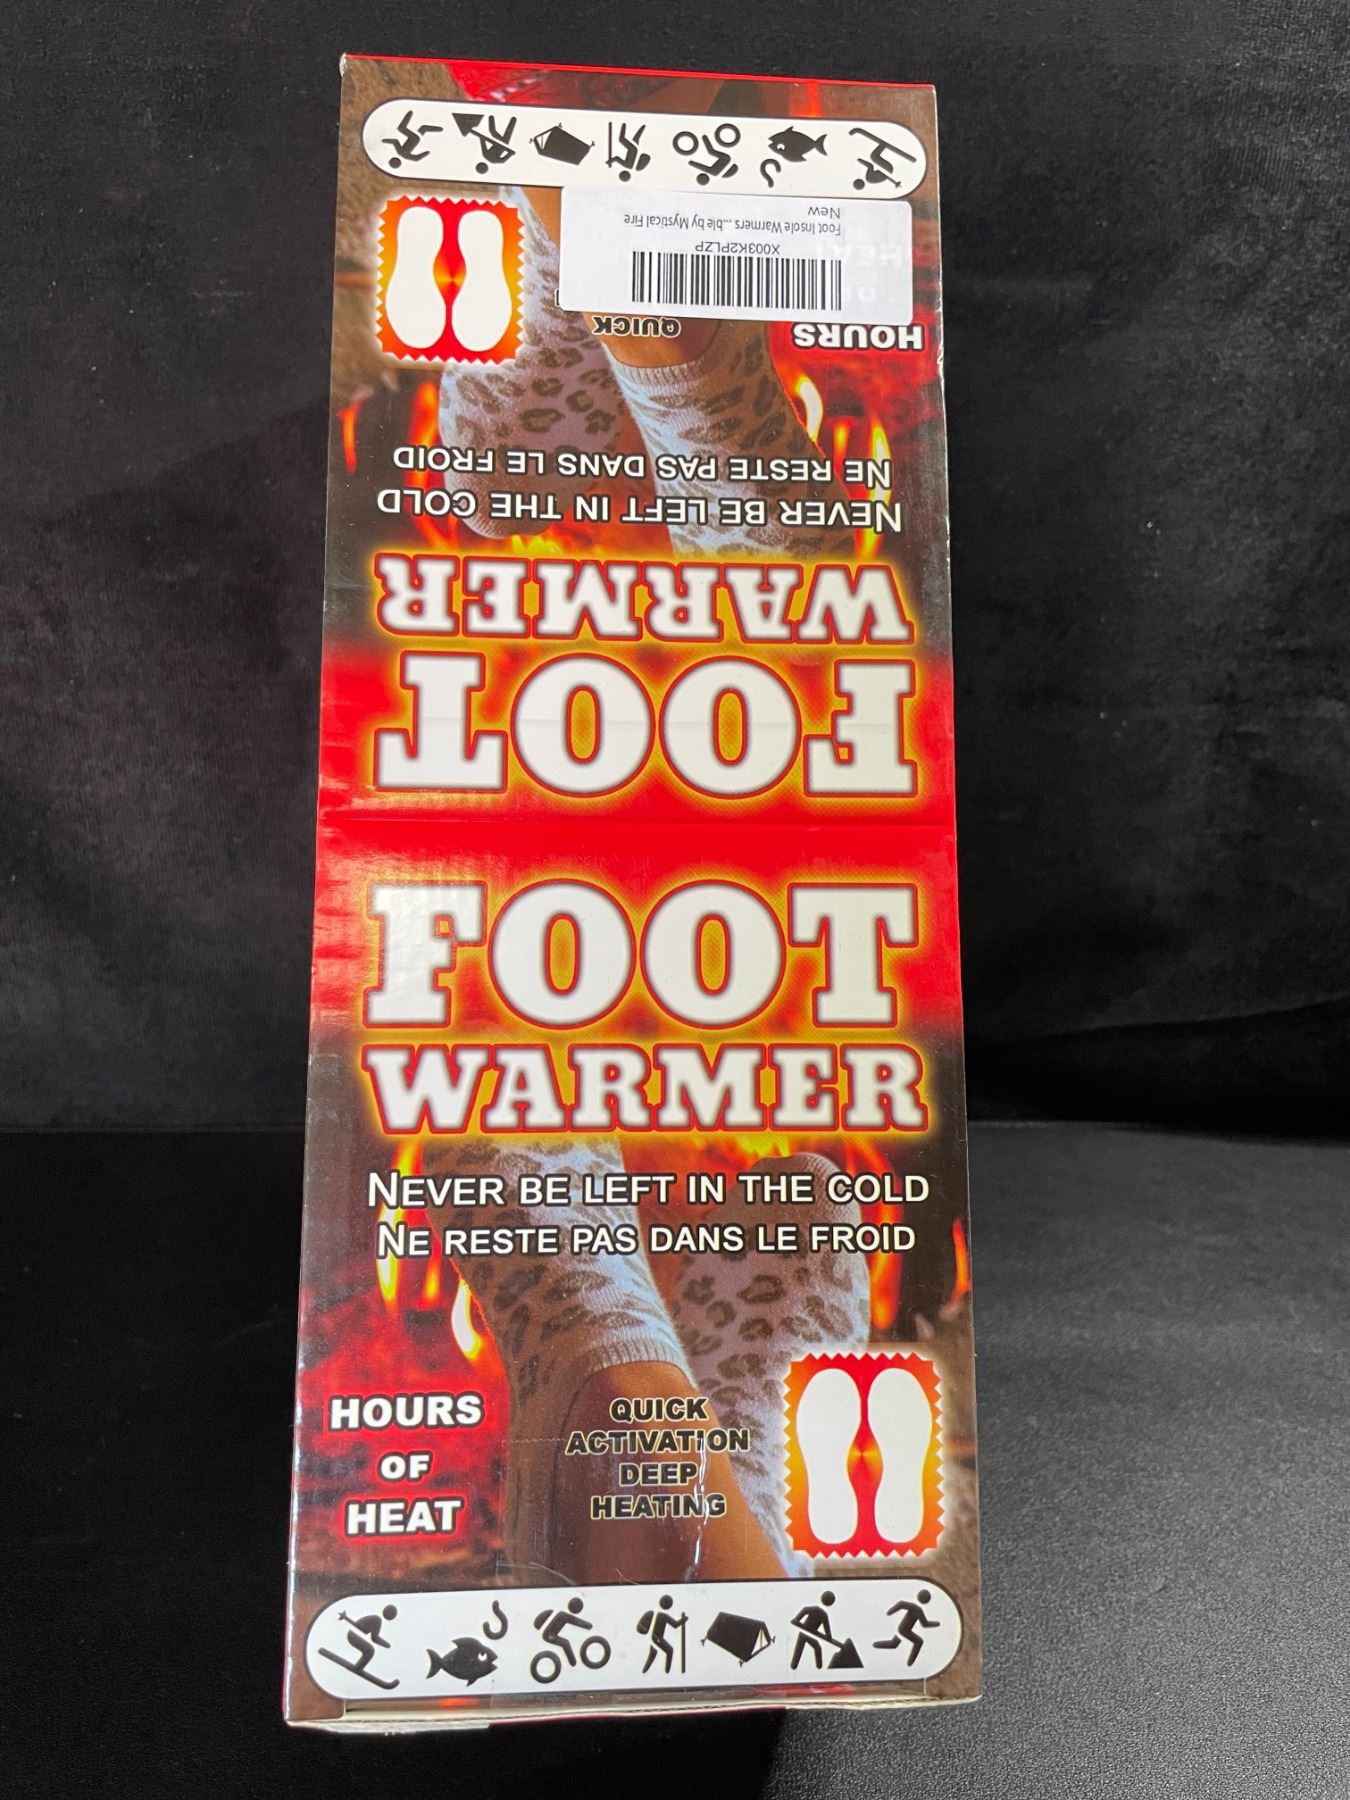 New
Foot Insole Warmers ...ble by Mystical Fire
X003K2PLZP
QUICK
HOURS
NE RESTE PAS DANS LE FROID
NEVER BE LEFT IN THE COLD
WARMER
FOOT
FOOT
WARMER
NEVER BE LEFT IN THE COLD
NE RESTE PAS DANS LE FROID
HOURS
OF
HEAT
QUICK
ACTIVATION
DEEP
HEATING